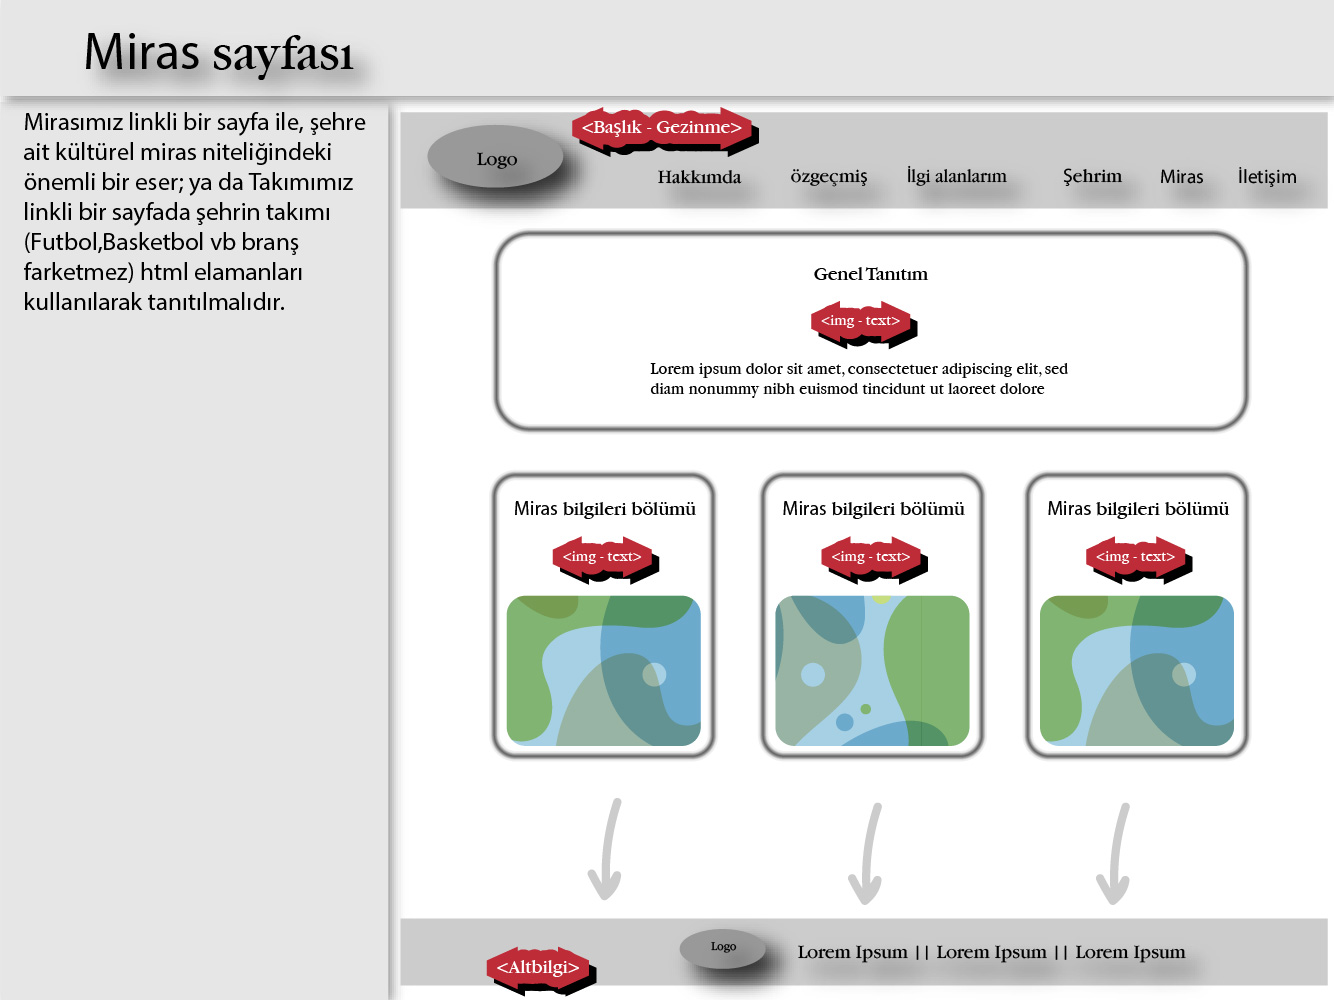 Miras sayfası
Mirasımız linkli bir sayfa ile, şehre
ait kültürel miras niteliğindeki
önemli bir eser; ya da Takımımız
linkli bir sayfada şehrin takımı
(Futbol,Basketbol vb branş
farketmez) html elamanları
kullanılarak tanıtılmalıdır.
Logo
<Başlık - Gezinme>
Hakkımda özgeçmiş İlgi alanlarım Şehrim Miras İletişim
Genel Tanıtım
<img - text>
Lorem ipsum dolor sit amet, consectetuer adipiscing elit, sed
diam nonummy nibh euismod tincidunt ut laoreet dolore
Miras bilgileri bölümü
<img - text>
Miras bilgileri bölümü
<img - text>
Miras bilgileri bölümü
<img - text>
<Altbilgi>
Logo
Lorem Ipsum || Lorem Ipsum || Lorem Ipsum